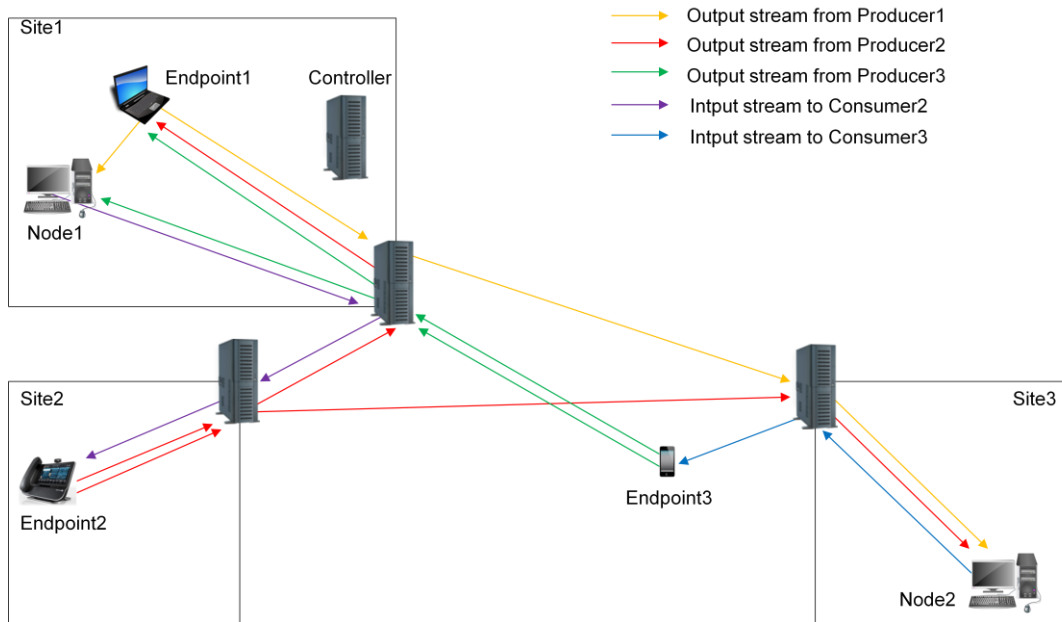 Site1
Endpoint1
Controller
Node1
Output stream from Producer1
Output stream from Producer2
Output stream from Producer3
Intput stream to Consumer2
Intput stream to Consumer3
Site2
Endpoint2
Endpoint3
Site3
Node2